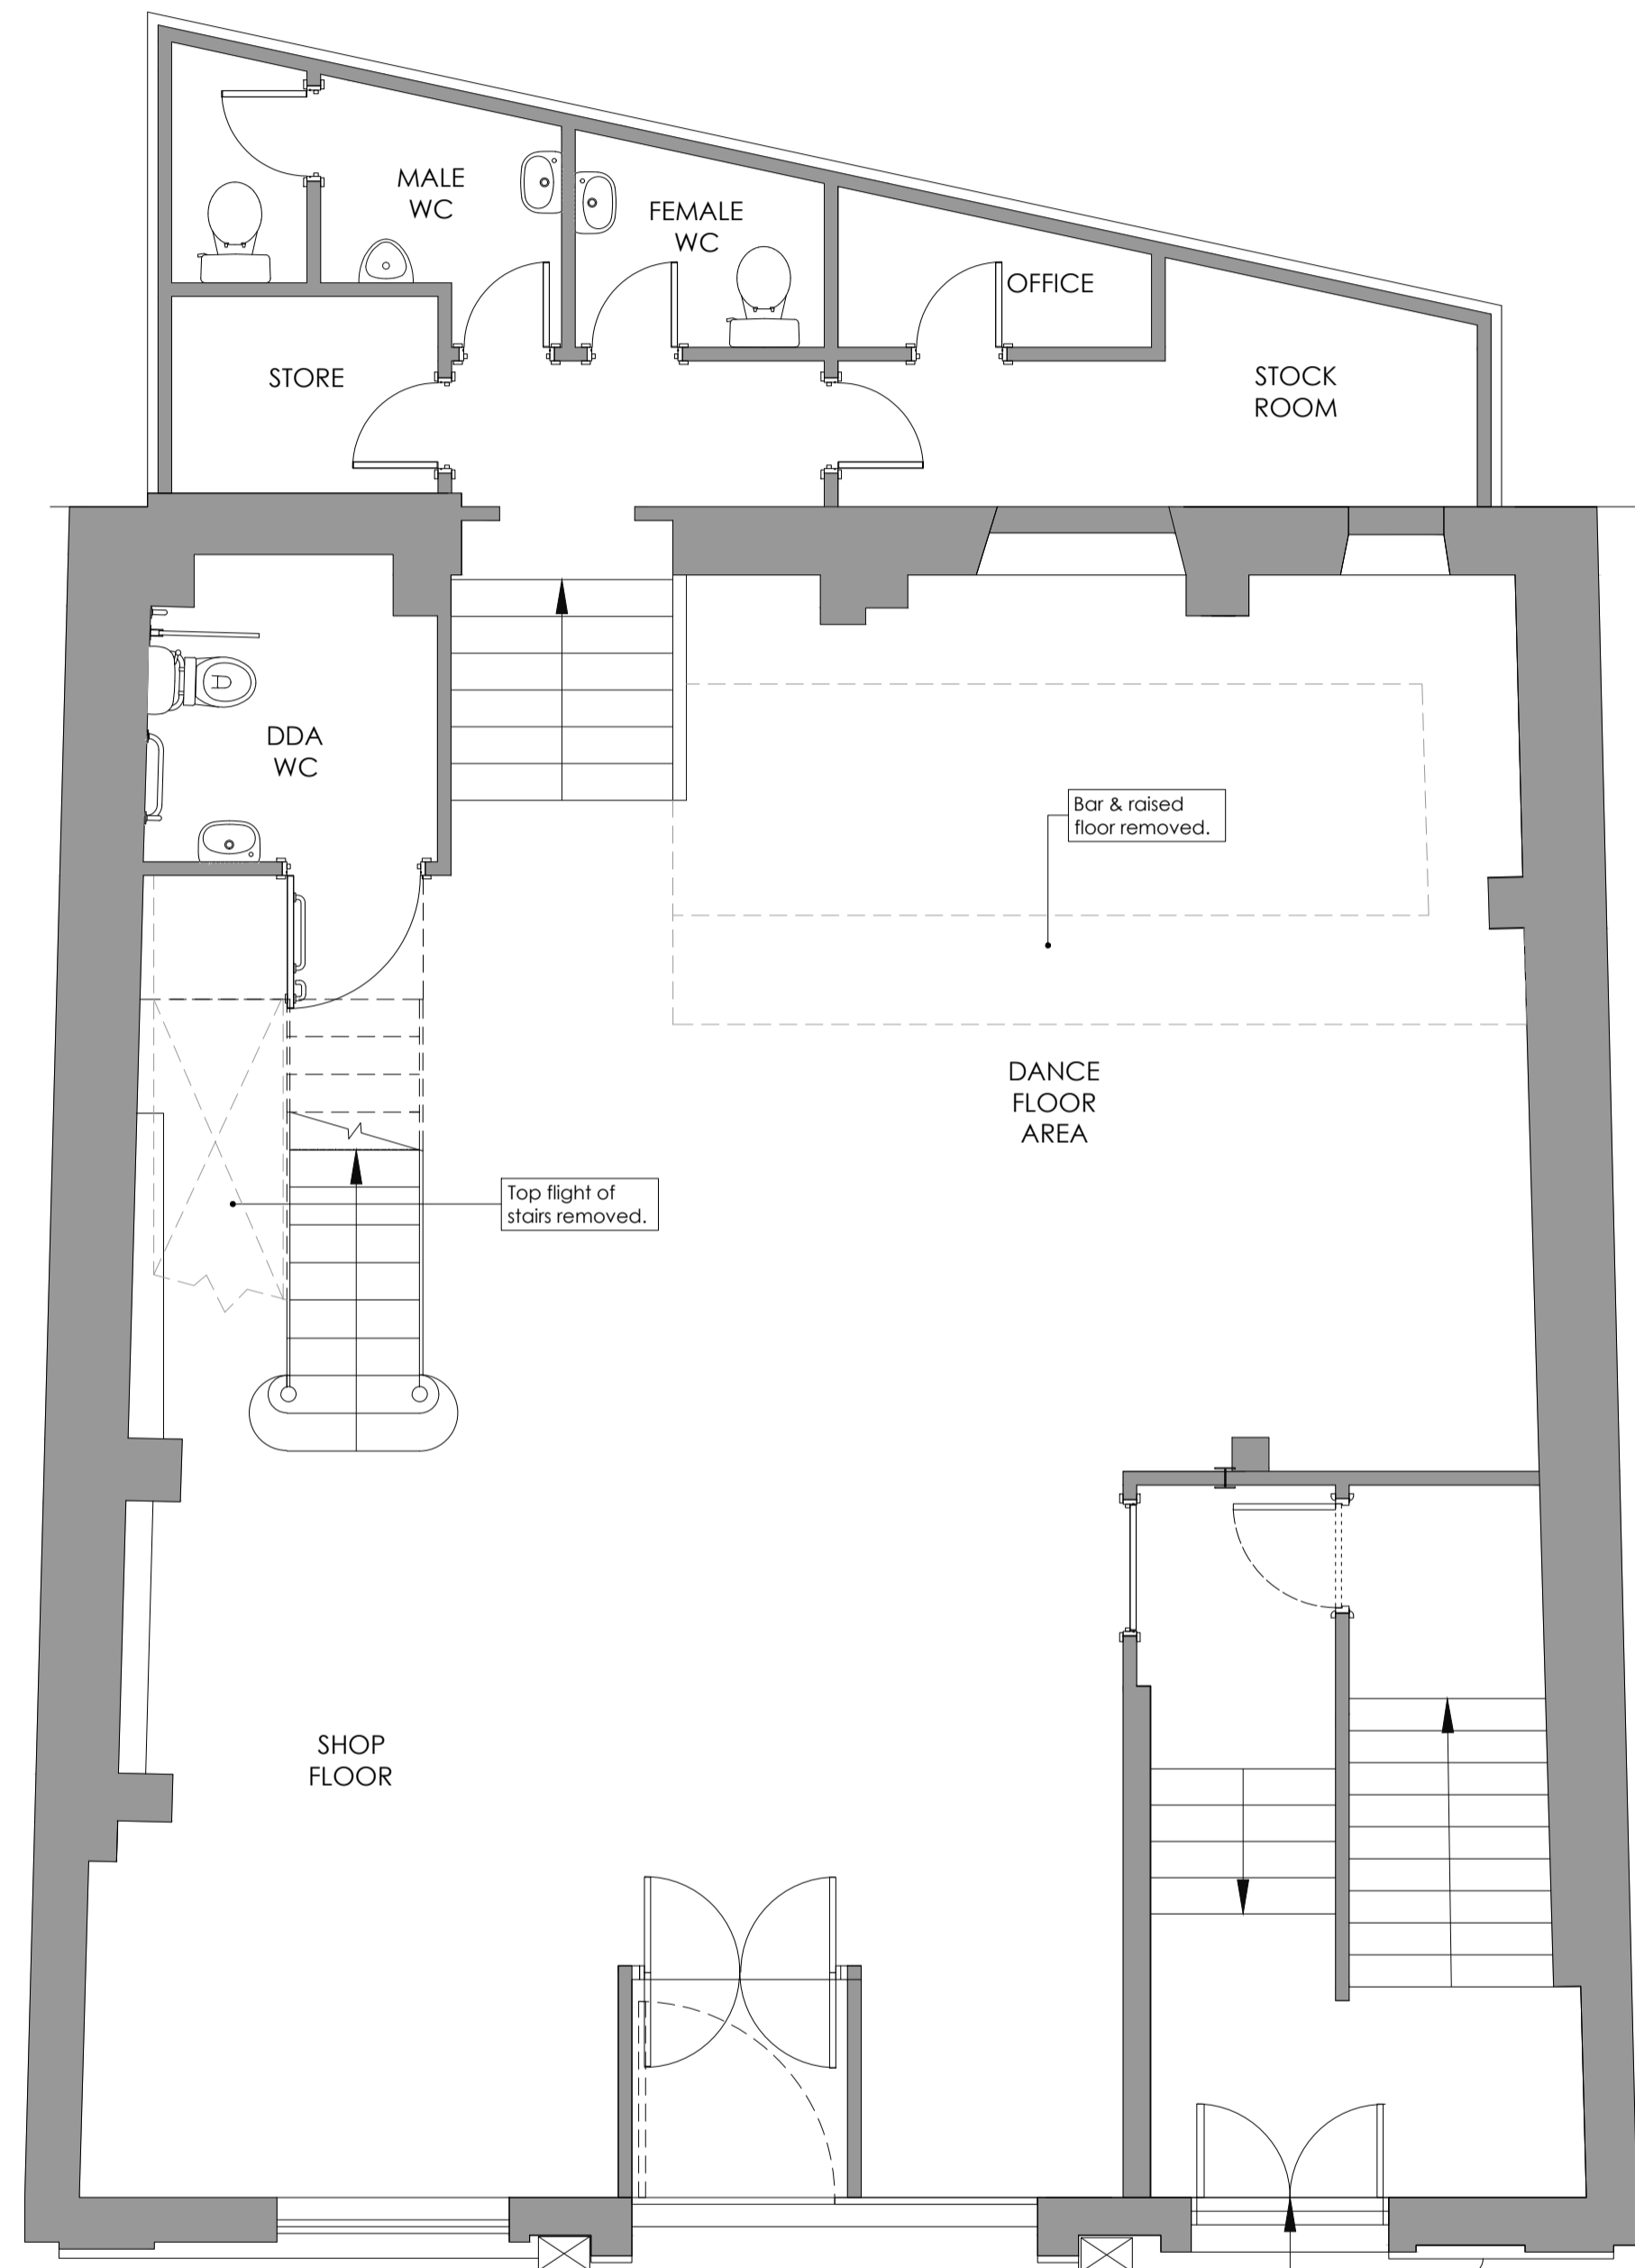 MALE
WC
FEMALE
WC
OFFICE
STORE
STOCK
ROOM
DDA
WC
Bar & raised
floor removed.
DANCE
FLOOR
AREA
Top flight of
stairs removed.
SHOP
FLOOR